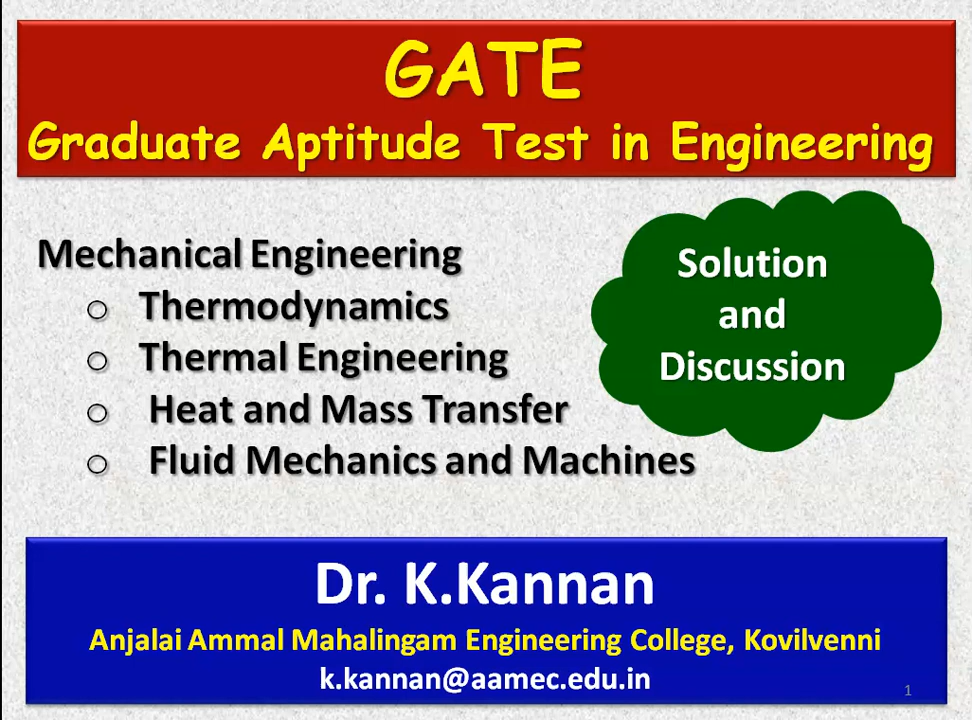 GATE
Graduate Aptitude Test in Engineering
Mechanical Engineering
o Thermodynamics
o Thermal Engineering
o Heat and Mass Transfer
o Fluid Mechanics and Machines
Solution
and
Discussion
Dr. K.Kannan
Anjalai Ammal Mahalingam Engineering College, Kovilvenni
k.kannan@aamec.edu.in
1